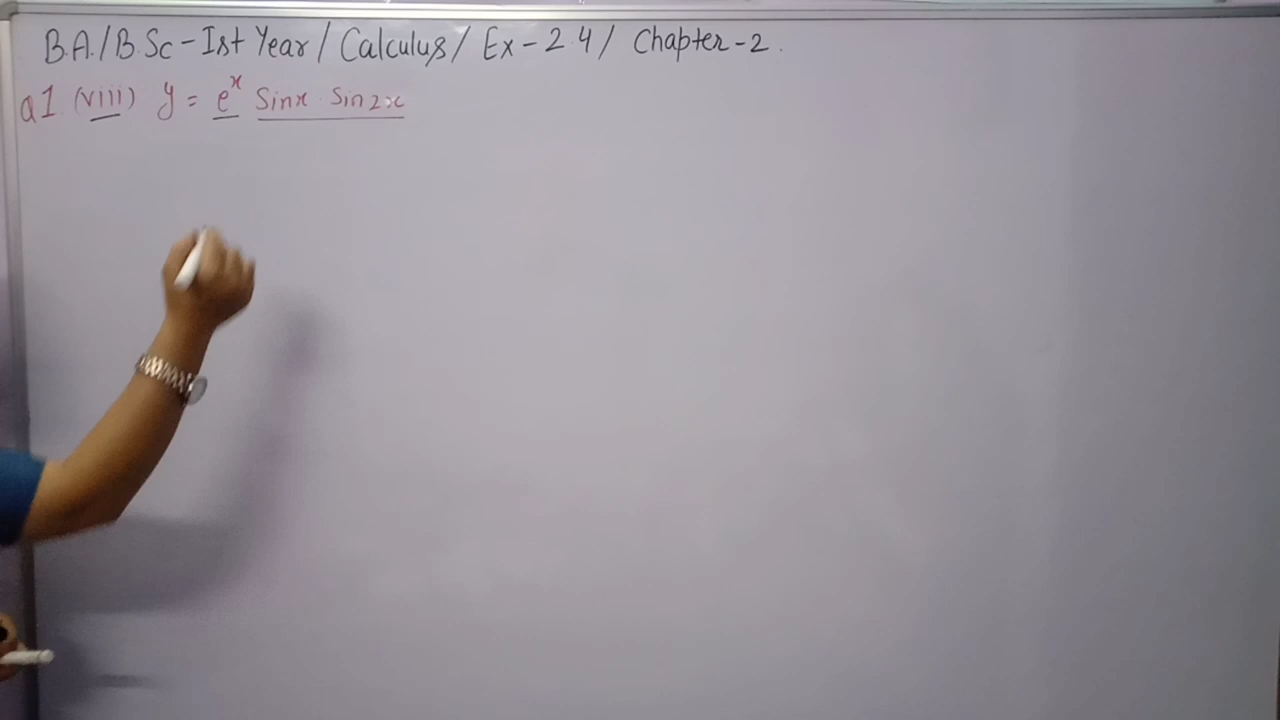 B.A./B.Sc-Ist Year/Calculus/Ex-2.4/Chapter-2.
Q1 (viii) y = e^x Sinx · Sin2x